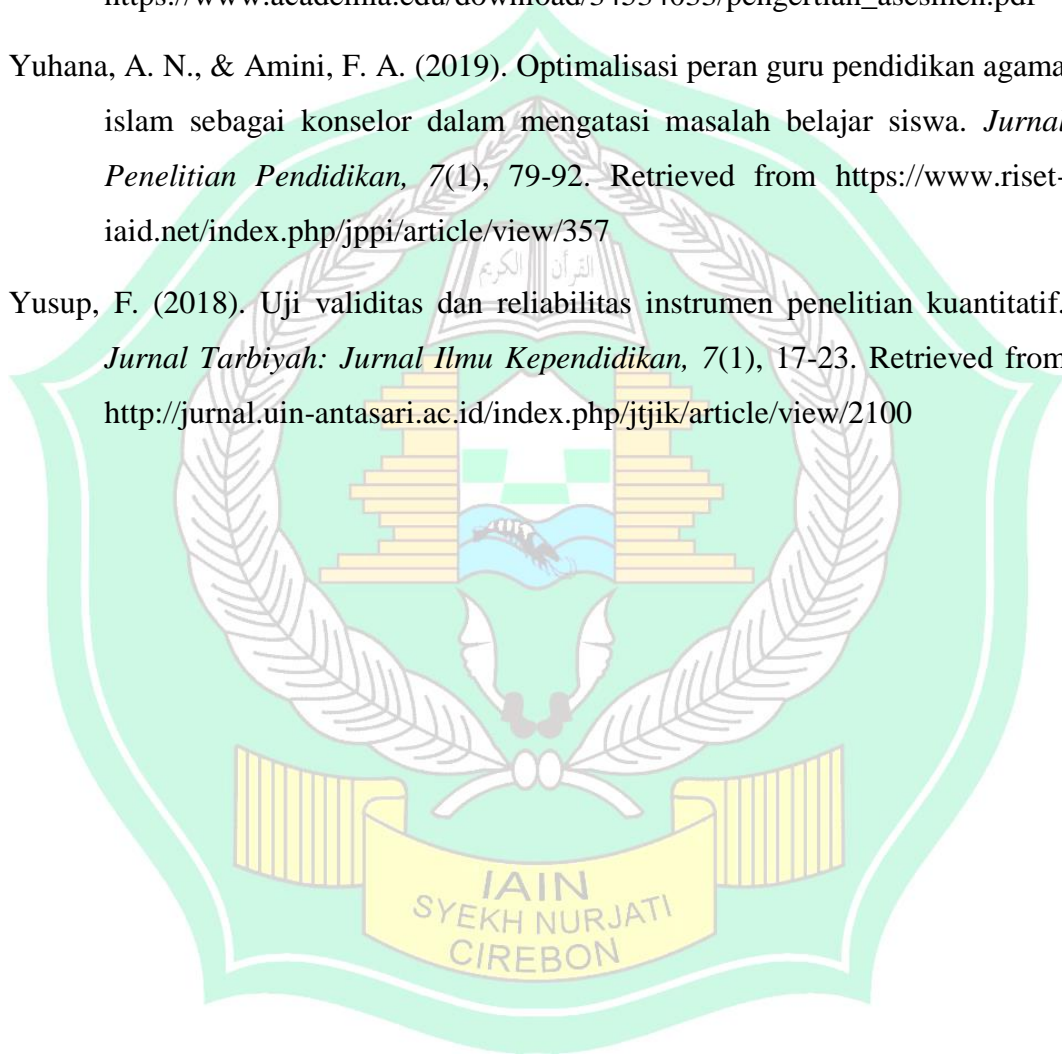 https://www.academia.edu/download/54534053/pengertian_asesmen.pdf
Yuhana, A. N., & Amini, F. A. (2019). Optimalisasi peran guru pendidikan agama
islam sebagai konselor dalam mengatasi masalah belajar siswa. Jurnal
Penelitian Pendidikan, 7(1), 79-92. Retrieved from https://www.riset-
iaid.net/index.php/jppi/article/view/357
القرآن الكريم
Yusup, F. (2018). Uji validitas dan reliabilitas instrumen penelitian kuantitatif.
Jurnal Tarbiyah: Jurnal Ilmu Kependidikan, 7(1), 17-23. Retrieved from
http://jurnal.uin-antasari.ac.id/index.php/jtjik/article/view/2100
IAIN
SYEKH NURJATI
CIREBON